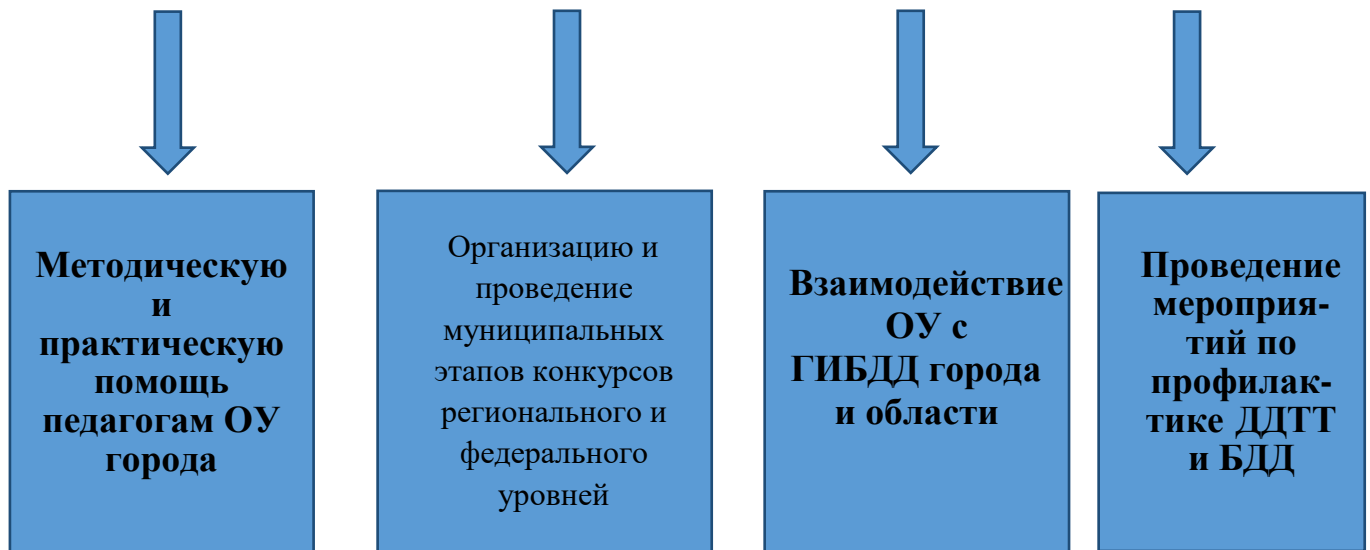 Методическую
и
практическую
помощь
педагогам ОУ
города
Организацию и
проведение
муниципальных
этапов конкурсов
регионального и
федерального
уровней
Взаимодействие
ОУ с
ГИБДД города
и области
Проведение
мероприя-
тий по
профилак-
тике ДДТТ
и БДД